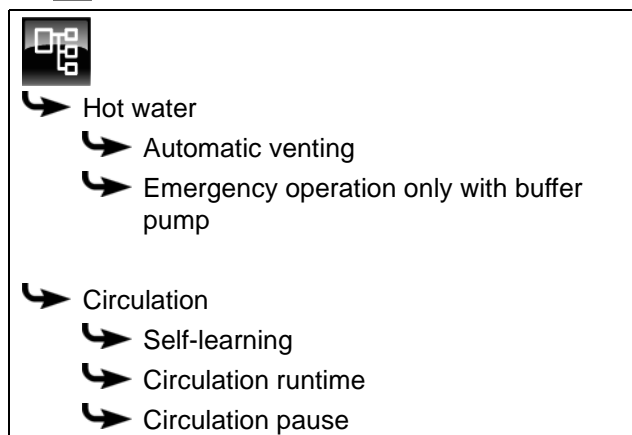 Hot water
Automatic venting
Emergency operation only with buffer
pump
Circulation
Self-learning
Circulation runtime
Circulation pause